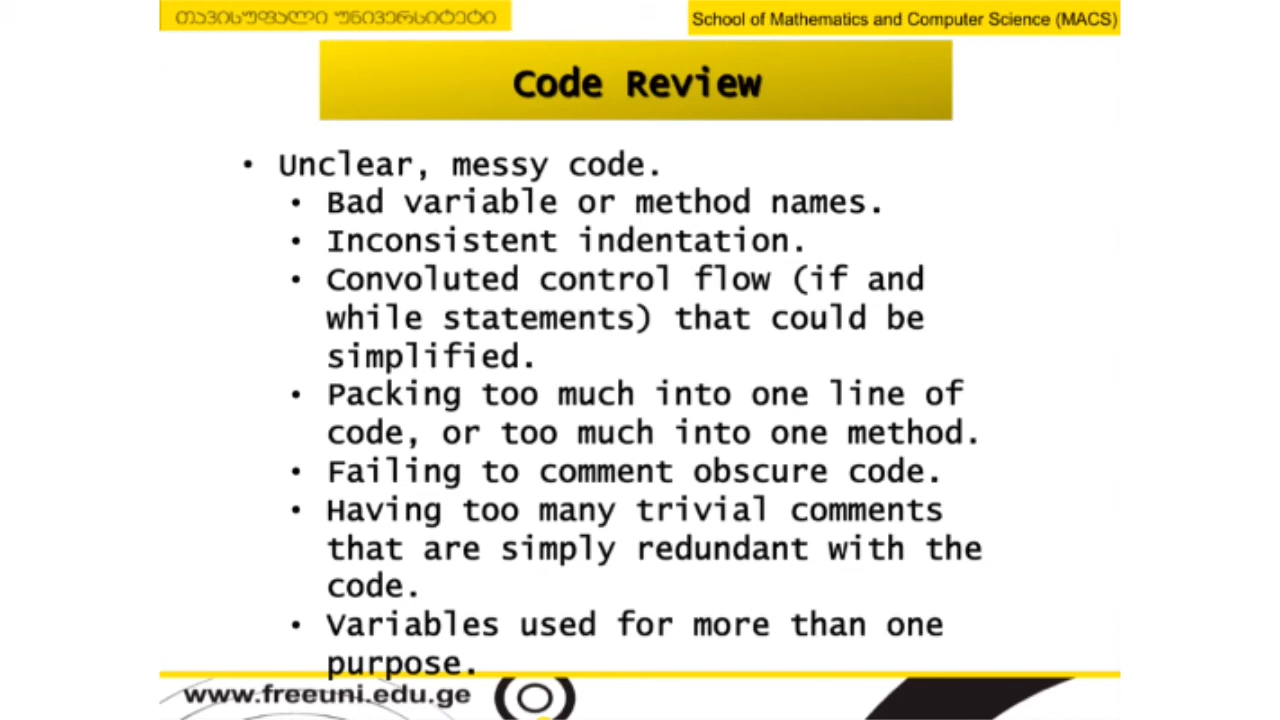 თავისუფალი უნივერსიტეტი
School of Mathematics and Computer Science (MACS)
Code Review
• Unclear, messy code.
• Bad variable or method names.
• Inconsistent indentation.
• Convoluted control flow (if and
while statements) that could be
simplified.
• Packing too much into one line of
code, or too much into one method.
• Failing to comment obscure code.
• Having too many trivial comments
that are simply redundant with the
code.
• Variables used for more than one
purpose.
www.freeuni.edu.ge